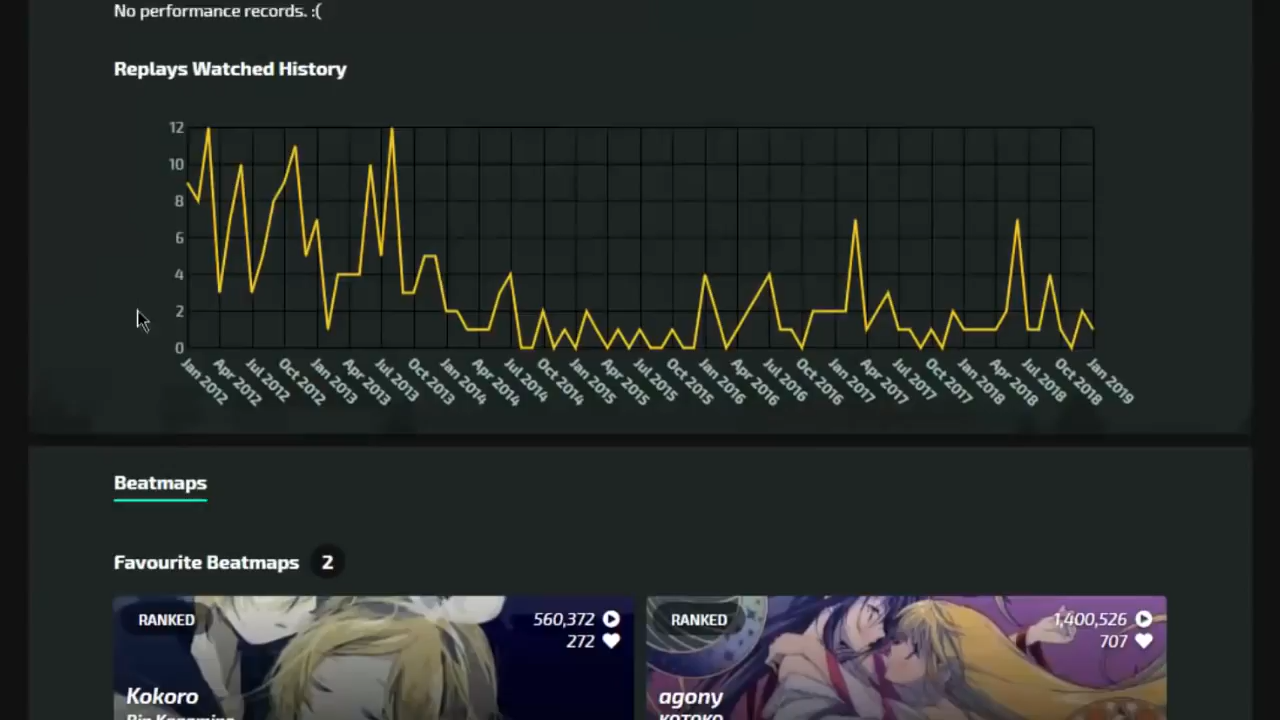 No performance records. :(
Replays Watched History
12
10
8
6
4
2
0
Jan 2012 Apr 2012 Jul 2012 Oct 2012 Jan 2013 Apr 2013 Jul 2013 Oct 2013 Jan 2014 Apr 2014 Jul 2014 Oct 2014 Jan 2015 Apr 2015 Jul 2015 Oct 2015 Jan 2016 Apr 2016 Jul 2016 Oct 2016 Jan 2017 Apr 2017 Jul 2017 Oct 2017 Jan 2018 Apr 2018 Jul 2018 Oct 2018 Jan 2019
Beatmaps
Favourite Beatmaps 2
RANKED 560,372
272
Kokoro
RANKED 1,400,526
707
agony
KOTOKO